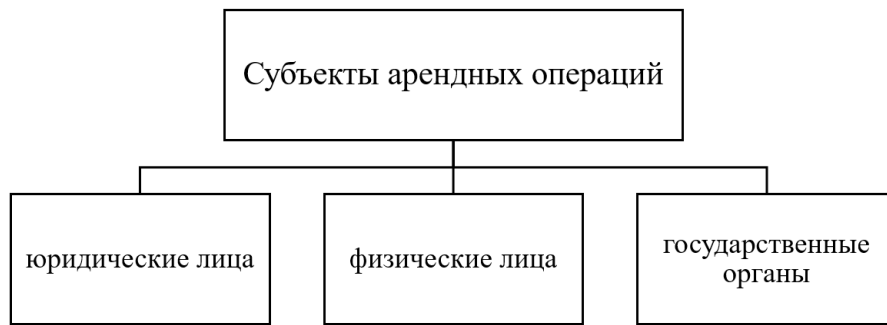 Субъекты арендных операций
юридические лица
физические лица
государственные
органы